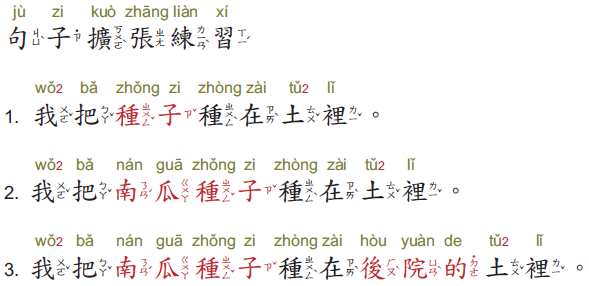 jù zi kuò zhāng liàn xí
句子擴張練習
wǒ2 bǎ zhǒng zi zhòng zài tǔ2 lǐ
1. 我把種子種在土裡。
wǒ2 bǎ nán guā zhǒng zi zhòng zài tǔ2 lǐ
2. 我把南瓜種子種在土裡。
wǒ2 bǎ nán guā zhǒng zi zhòng zài hòu yuàn de tǔ2 lǐ
3. 我把南瓜種子種在後院的土裡。